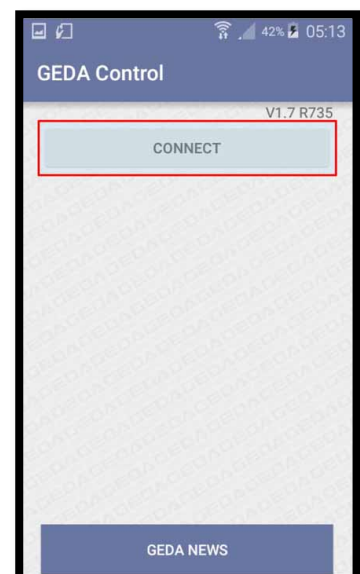 42% 05:13
GEDA Control
V1.7 R735
CONNECT
GEDA NEWS